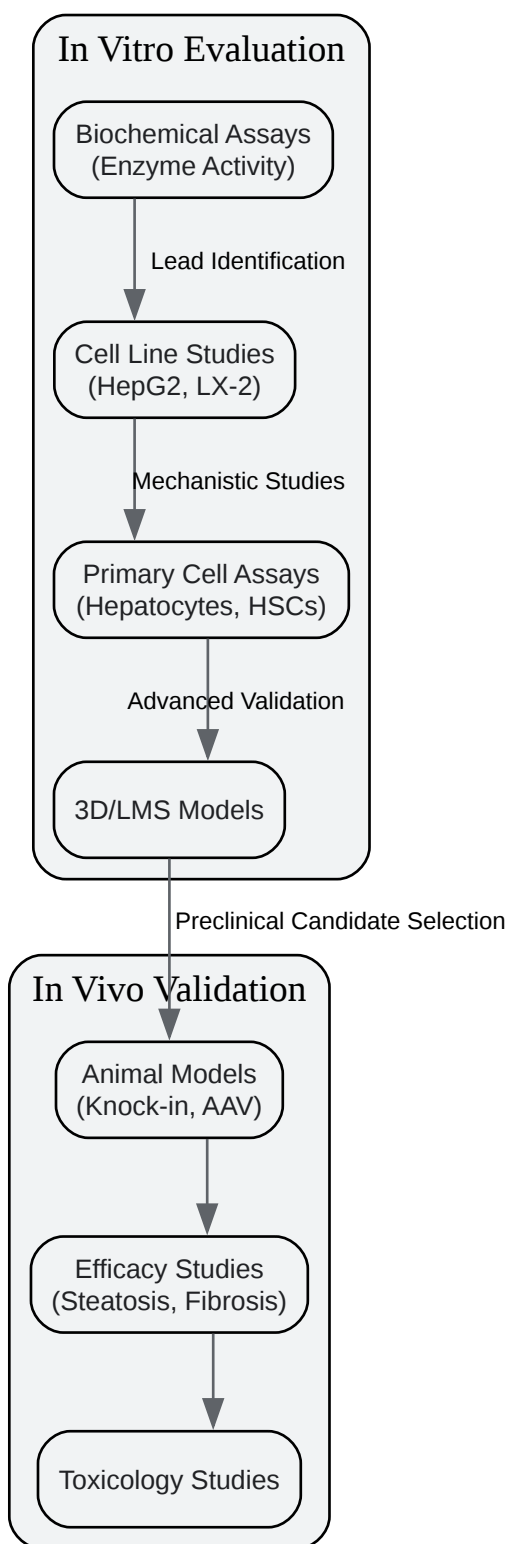 In Vitro Evaluation
Biochemical Assays
(Enzyme Activity)
Lead Identification
Cell Line Studies
(HepG2, LX-2)
Mechanistic Studies
Primary Cell Assays
(Hepatocytes, HSCs)
Advanced Validation
3D/LMS Models
Preclinical Candidate Selection
In Vivo Validation
Animal Models
(Knock-in, AAV)
Efficacy Studies
(Steatosis, Fibrosis)
Toxicology Studies